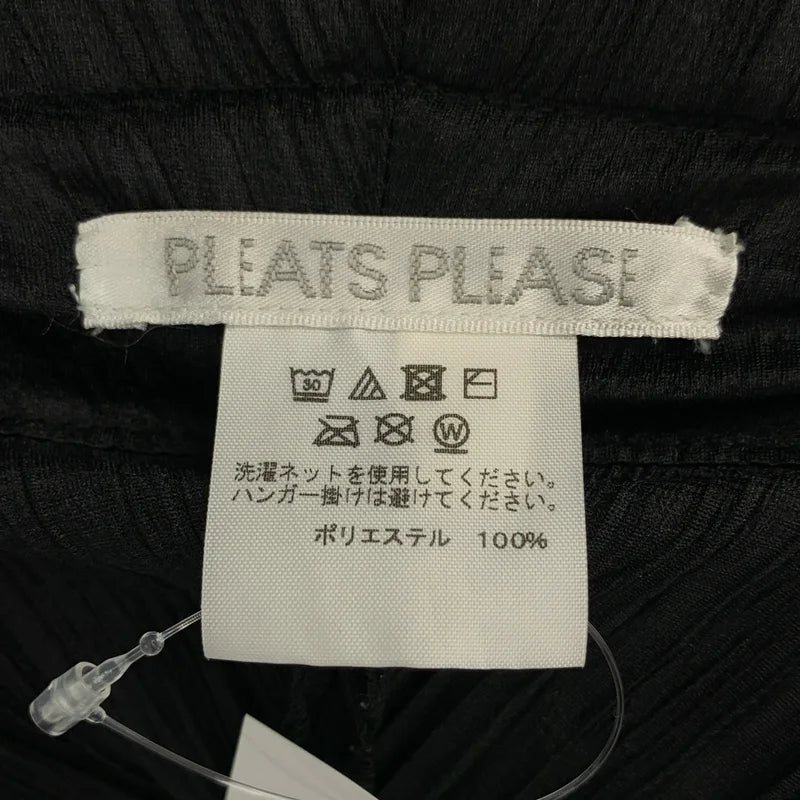 PLEATS PLEASE
30
W
洗濯ネットを使用してください。
ハンガー掛けは避けてください。
ポリエステル 100%